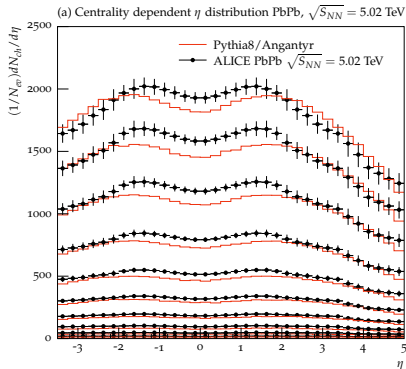 (a) Centrality dependent η distribution PbPb, √S_NN = 5.02 TeV
Pythia8/Angantyr
ALICE PbPb √S_NN = 5.02 TeV
(1/N_ev)dN_ch/dη
2500
2000
1500
1000
500
0
-3 -2 -1 0 1 2 3 4 5
η